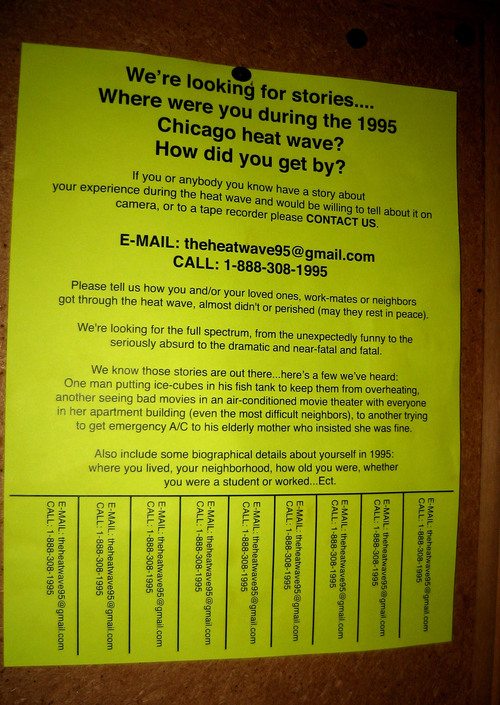 We're looking for stories....
Where were you during the 1995
Chicago heat wave?
How did you get by?
If you or anybody you know have a story about
your experience during the heat wave and would be willing to tell about it on
camera, or to a tape recorder please CONTACT US.
E-MAIL: theheatwave95@gmail.com
CALL: 1-888-308-1995
Please tell us how you and/or your loved ones, work-mates or neighbors
got through the heat wave, almost didn't or perished (may they rest in peace).
We're looking for the full spectrum, from the unexpectedly funny to the
seriously absurd to the dramatic and near-fatal and fatal.
We know those stories are out there...here's a few we've heard:
One man putting ice-cubes in his fish tank to keep them from overheating,
another seeing bad movies in an air-conditioned movie theater with everyone
in her apartment building (even the most difficult neighbors), to another trying
to get emergency A/C to his elderly mother who insisted she was fine.
Also include some biographical details about yourself in 1995:
where you lived, your neighborhood, how old you were, whether
you were a student or worked...Ect.
E-MAIL: theheatwave95@gmail.com
CALL: 1-888-308-1995
E-MAIL: theheatwave95@gmail.com
CALL: 1-888-308-1995
E-MAIL: theheatwave95@gmail.com
CALL: 1-888-308-1995
E-MAIL: theheatwave95@gmail.com
CALL: 1-888-308-1995
E-MAIL: theheatwave95@gmail.com
CALL: 1-888-308-1995
E-MAIL: theheatwave95@gmail.com
CALL: 1-888-308-1995
E-MAIL: theheatwave95@gmail.com
CALL: 1-888-308-1995
E-MAIL: theheatwave95@gmail.com
CALL: 1-888-308-1995
E-MAIL: theheatwave95@gmail.com
CALL: 1-888-308-1995